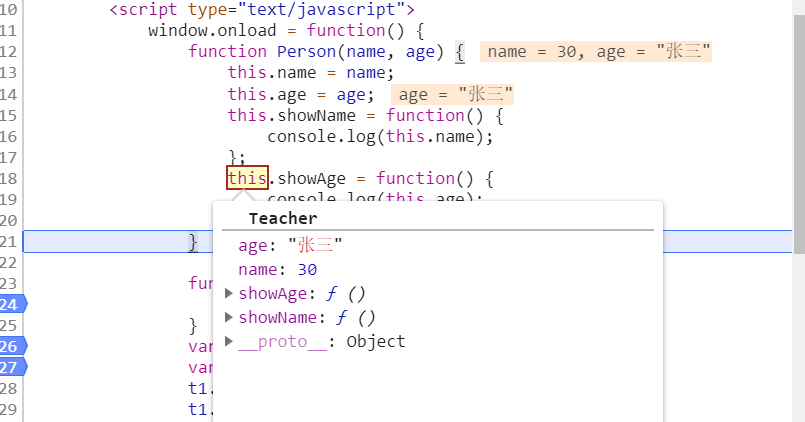 10 <script type="text/javascript">
11 window.onload = function() {
12 function Person(name, age) { name = 30, age = "张三"
13 this.name = name;
14 this.age = age; age = "张三"
15 this.showName = function() {
16 console.log(this.name);
17 };
18 this.showAge = function() {
19 console.log(this.age);
20
21 }
22
23 fun
24
25 }
26 var
27 var
28 t1.
29 t1.
Teacher
age: "张三"
name: 30
showAge: ƒ ()
showName: ƒ ()
__proto__: Object